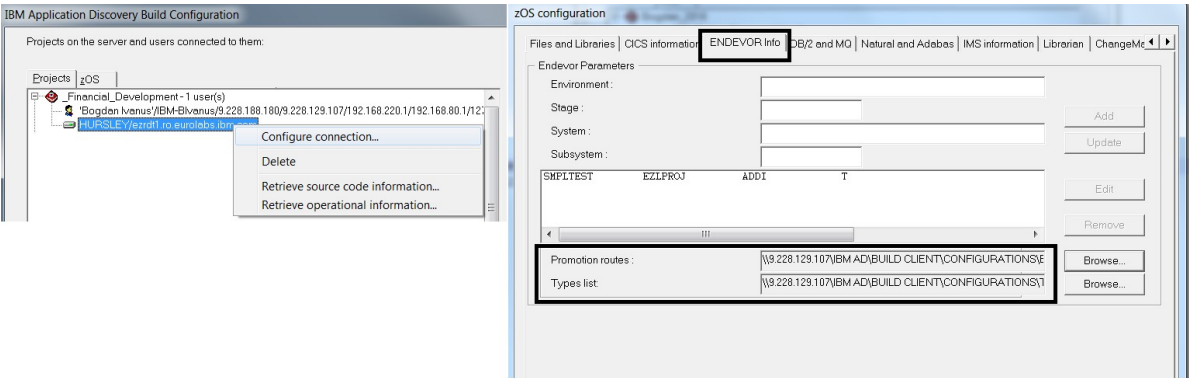 IBM Application Discovery Build Configuration
Projects on the server and users connected to them:
Projects zOS
_Financial_Development - 1 user(s)
'Bogdan Ivanus'/IBM-BIvanus/9.228.188.180/9.228.129.107/192.168.220.1/192.168.80.1/12
HURSLEY/ezrdt1.ro.eurolabs.ibm.com
Configure connection...
Delete
Retrieve source code information...
Retrieve operational information...
zOS configuration
Files and Libraries CICS information ENDEVOR Info DB/2 and MQ Natural and Adabas IMS information Librarian ChangeMa
Endevor Parameters
Environment :
Stage :
System :
Subsystem :
Add
Update
SMPLTEST EZLPROJ ADDI T
Edit
Remove
Promotion routes : \\9.228.129.107\IBM AD\BUILD CLIENT\CONFIGURATIONS\E Browse...
Types list: \\9.228.129.107\IBM AD\BUILD CLIENT\CONFIGURATIONS\T Browse...